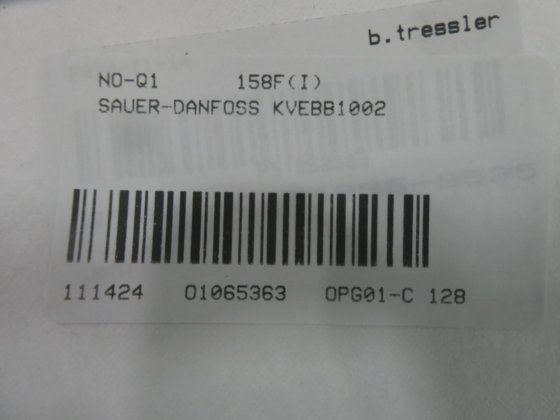 b.tressler
NO-Q1 158F(I)
SAUER-DANFOSS KVEBB1002
111424 01065363 OPG01-C 128